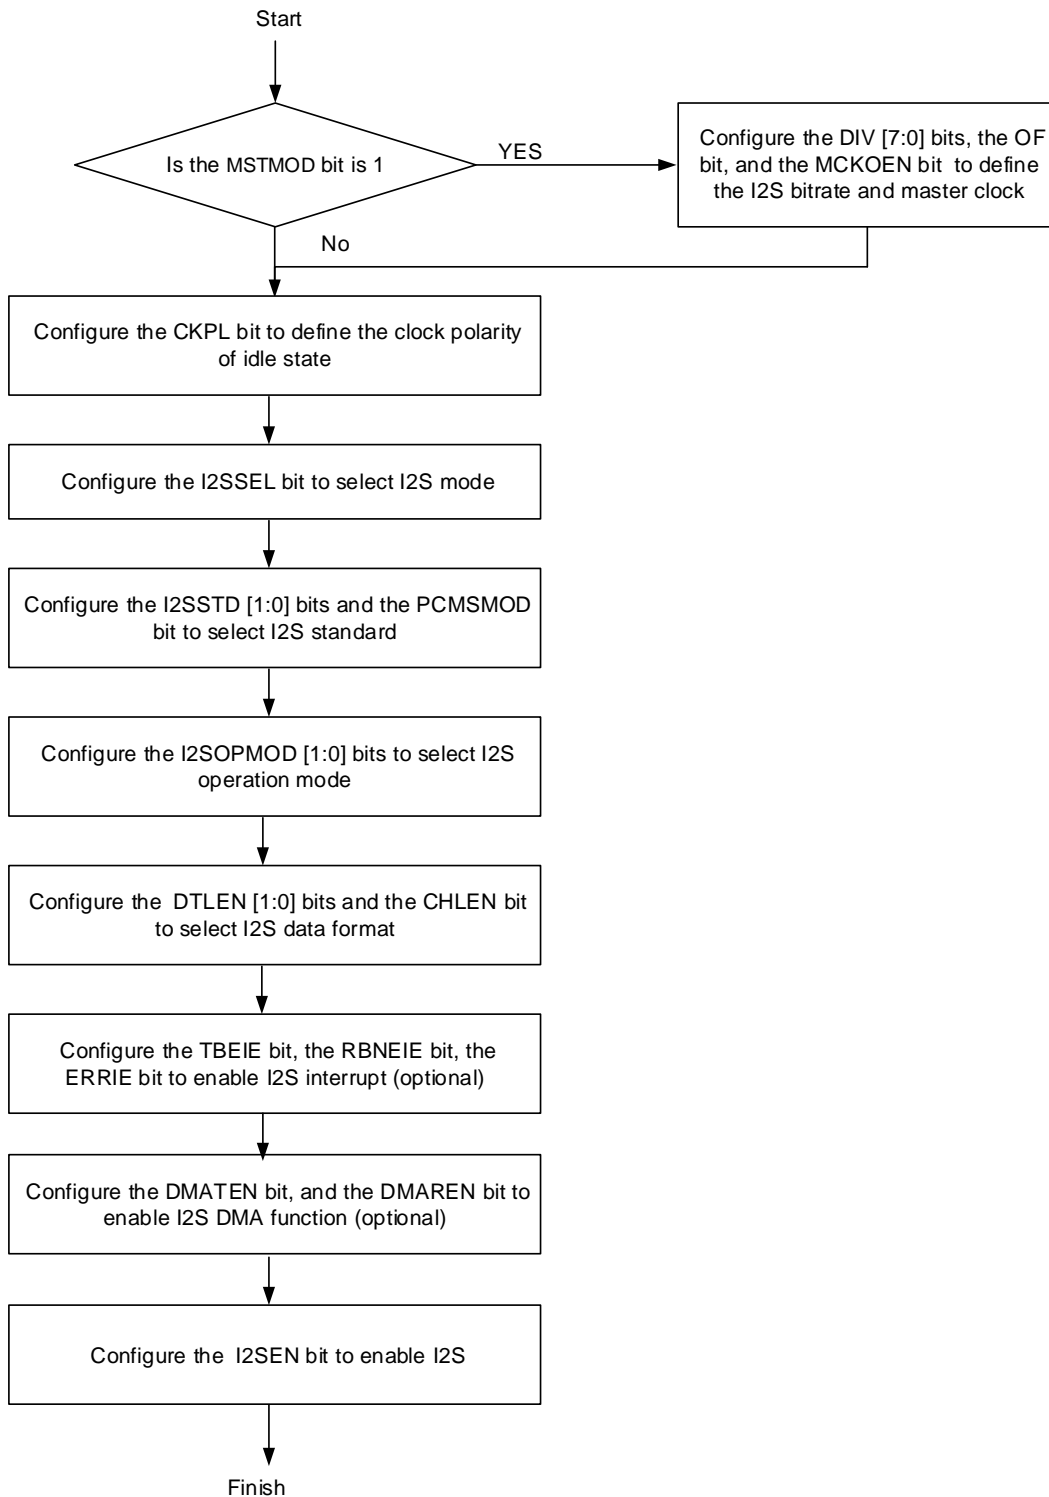 Start
Is the MSTMOD bit is 1
YES
Configure the DIV [7:0] bits, the OF
bit, and the MCKOEN bit to define
the I2S bitrate and master clock
No
Configure the CKPL bit to define the clock polarity
of idle state
Configure the I2SSEL bit to select I2S mode
Configure the I2SSTD [1:0] bits and the PCMSMOD
bit to select I2S standard
Configure the I2SOPMOD [1:0] bits to select I2S
operation mode
Configure the DTLEN [1:0] bits and the CHLEN bit
to select I2S data format
Configure the TBEIE bit, the RBNEIE bit, the
ERRIE bit to enable I2S interrupt (optional)
Configure the DMATEN bit, and the DMAREN bit to
enable I2S DMA function (optional)
Configure the I2SEN bit to enable I2S
Finish